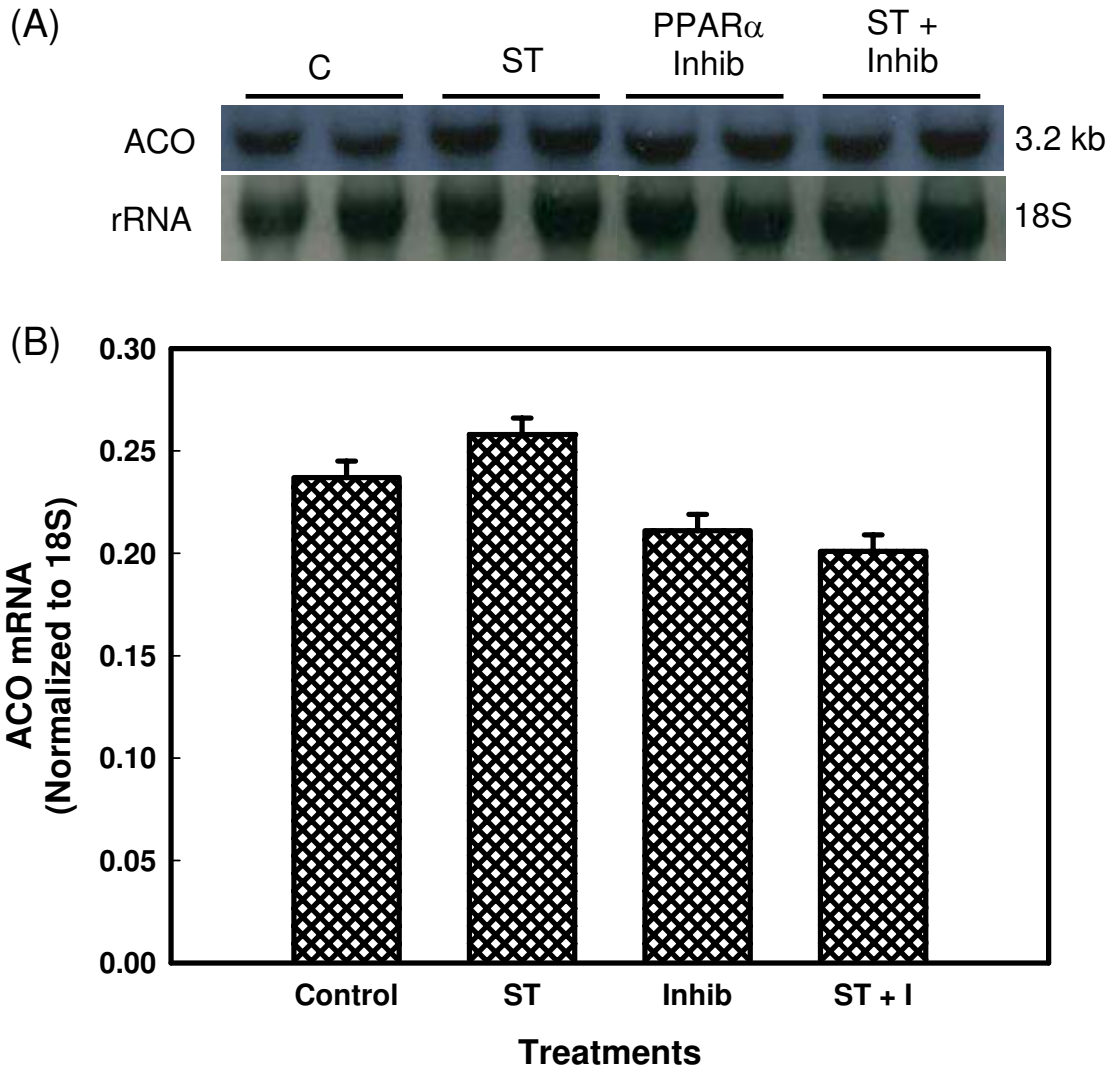 (A)
C
ST
PPARα
Inhib
ST +
Inhib
ACO
3.2 kb
rRNA
18S
(B)
0.30
0.25
0.20
0.15
0.10
0.05
0.00
ACO mRNA
(Normalized to 18S)
Control
ST
Inhib
ST + I
Treatments